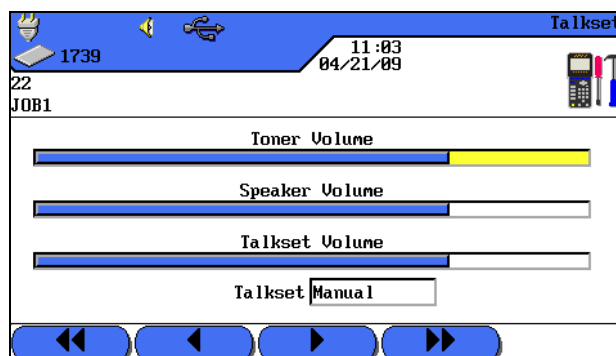 Talkset
1739
11:03
04/21/09
22
JOB1
Toner Volume
Speaker Volume
Talkset Volume
Talkset Manual